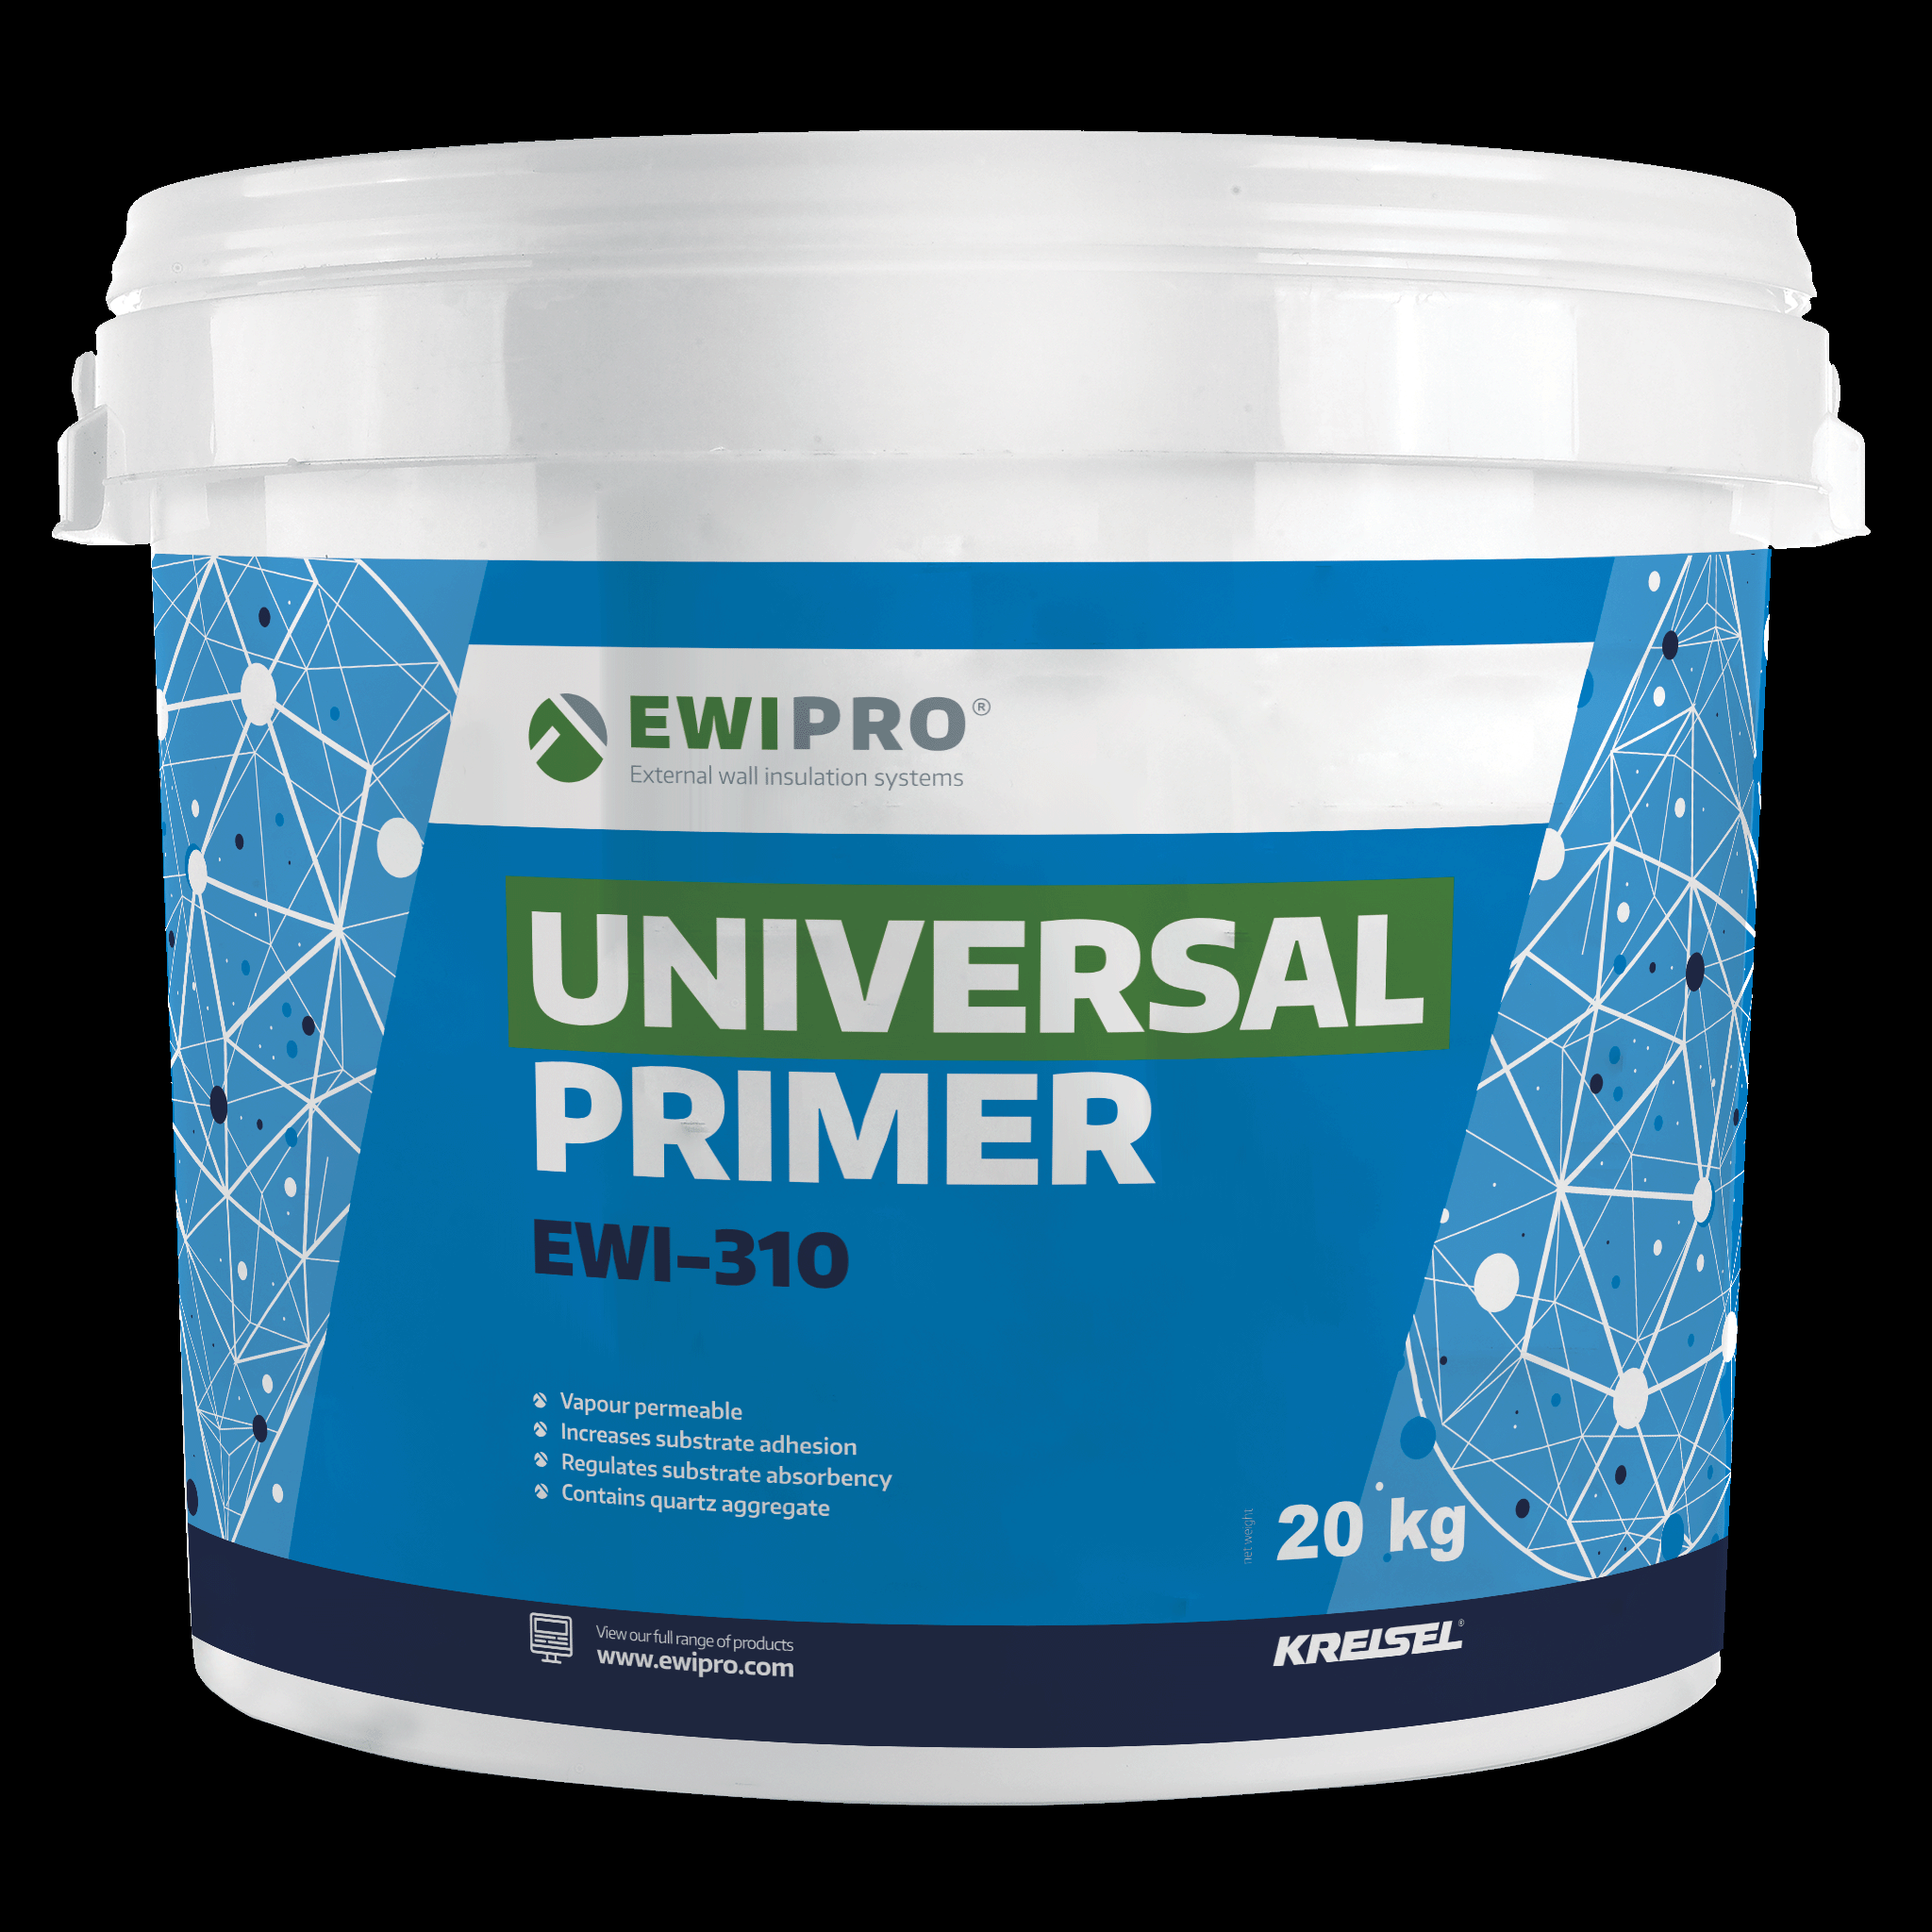 EWIPRO®
External wall insulation systems
UNIVERSAL
PRIMER
EWI-310
Vapour permeable
Increases substrate adhesion
Regulates substrate absorbency
Contains quartz aggregate
net weight
20 kg
View our full range of products
www.ewipro.com
KREISEL®